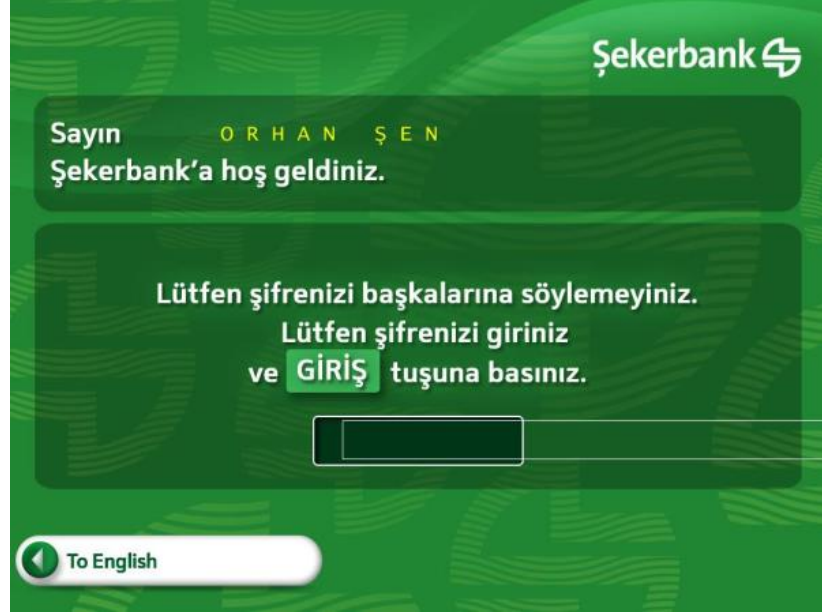 Şekerbank
Sayın ORHAN ŞEN
Şekerbank'a hoş geldiniz.
Lütfen şifrenizi başkalarına söylemeyiniz.
Lütfen şifrenizi giriniz
ve GİRİŞ tuşuna basınız.
To English